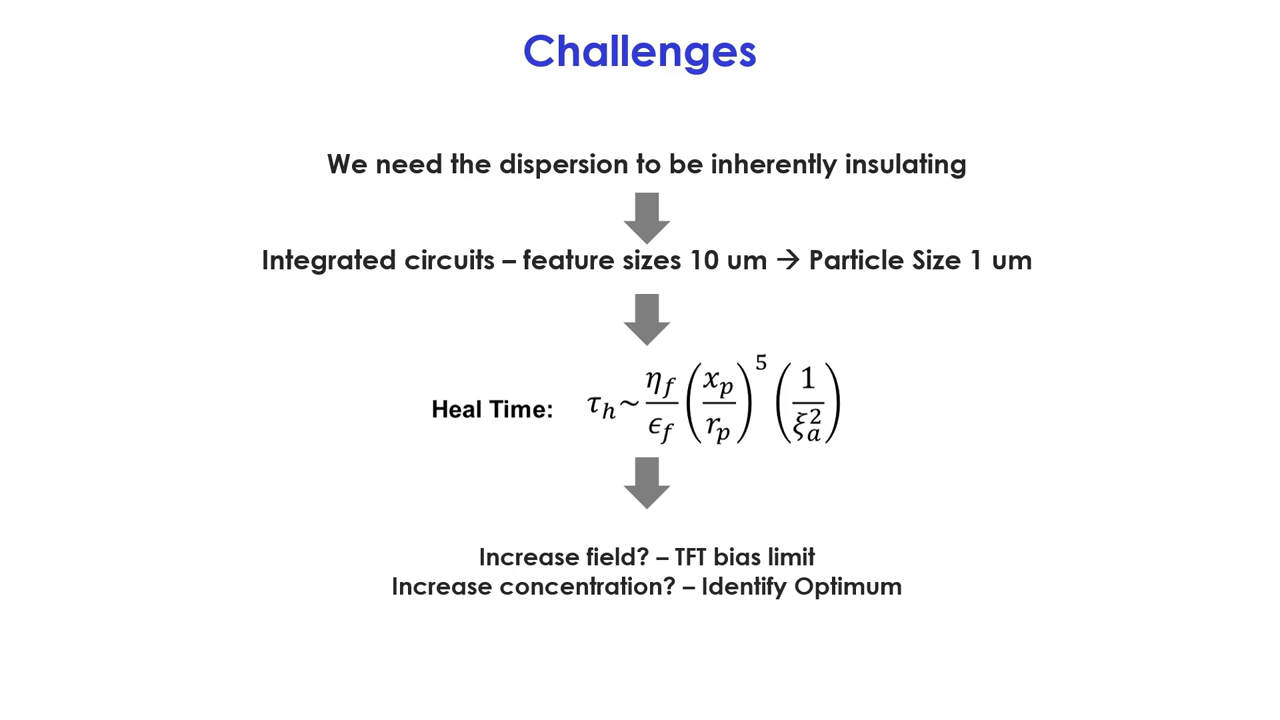 Challenges
We need the dispersion to be inherently insulating
Integrated circuits – feature sizes 10 um → Particle Size 1 um
Heal Time: τ_h~ η_f/ϵ_f (x_p/r_p)^5 (1/ξ_a^2)
Increase field? – TFT bias limit
Increase concentration? – Identify Optimum